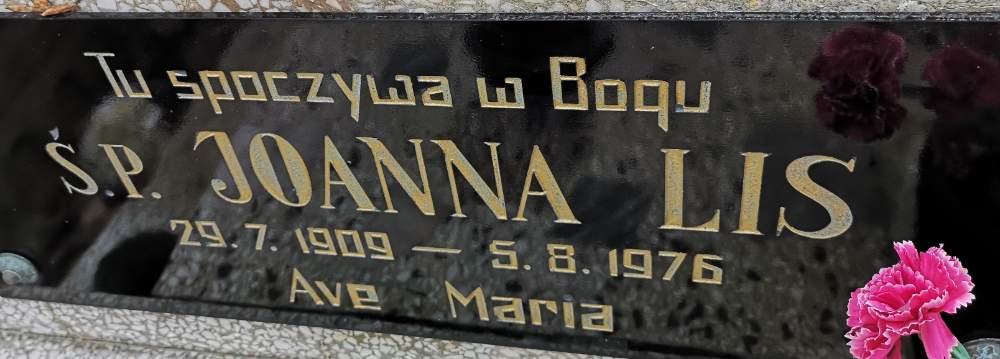 Tu spoczywa w Bogu
Ś.P. JOANNA LIS
29.7.1909 — 5.8.1976
Ave Maria